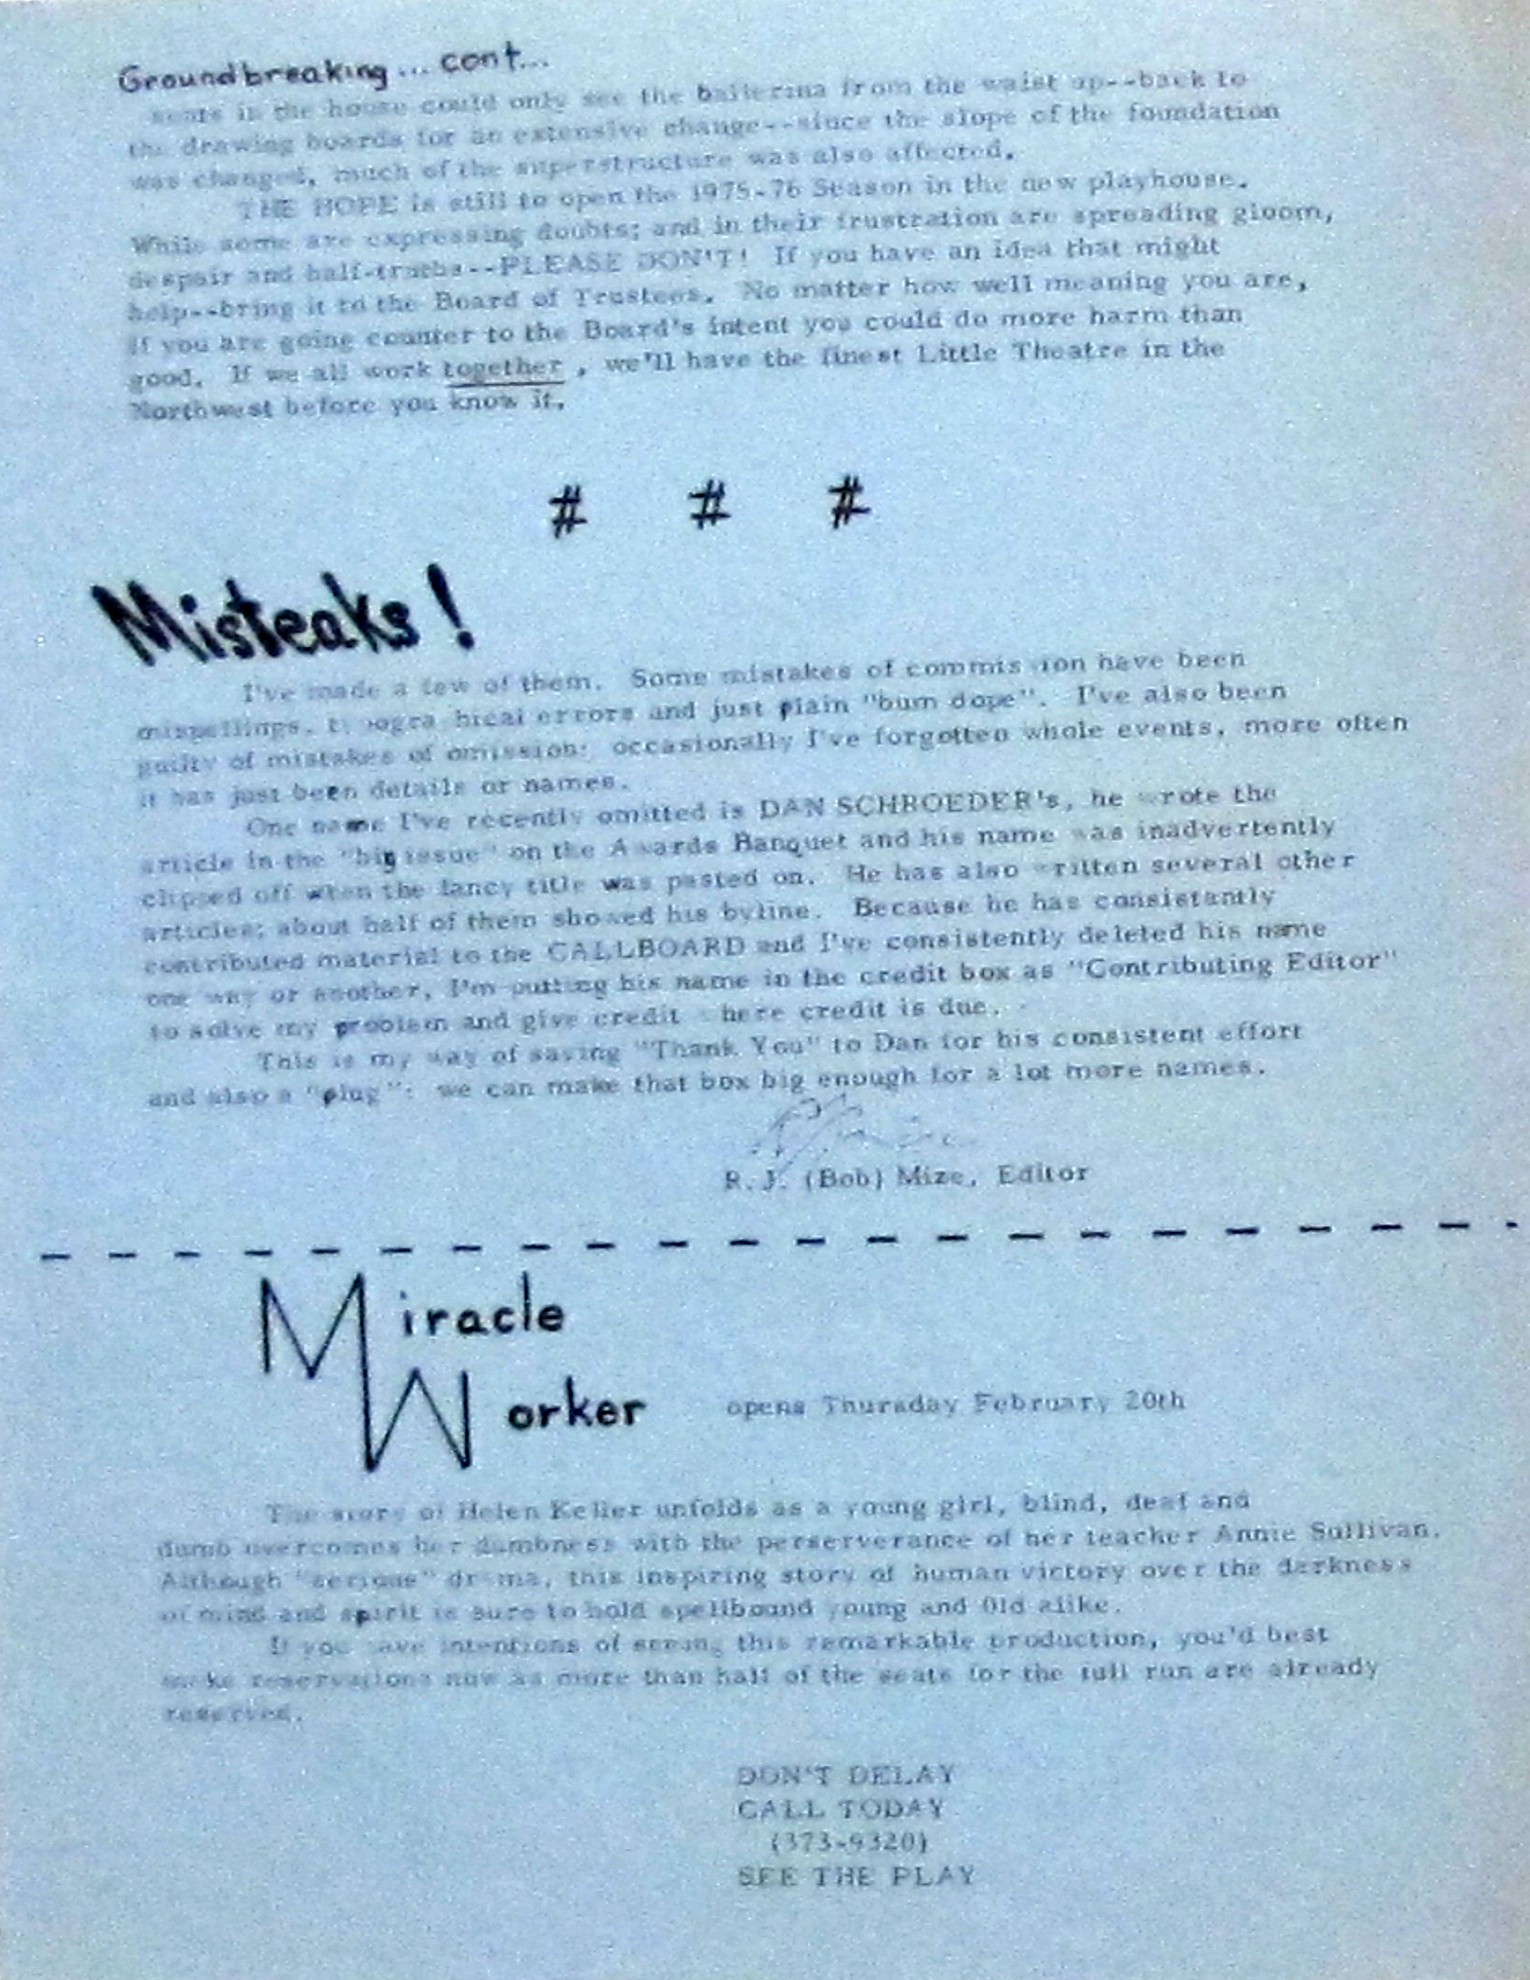 Groundbreaking ... cont...
seats in the house could only see the ballerina from the waist up--back to
the drawing boards for an extensive change--since the slope of the foundation
was changed, much of the superstructure was also affected.
THE HOPE is still to open the 1975-76 Season in the new playhouse.
While some are expressing doubts; and in their frustration are spreading gloom,
despair and half-truths--PLEASE DON'T! If you have an idea that might
help--bring it to the Board of Trustees. No matter how well meaning you are,
if you are going counter to the Board's intent you could do more harm than
good. If we all work together , we'll have the finest Little Theatre in the
Northwest before you know it.
# # #
Misteaks!
I've made a few of them. Some mistakes of commis ion have been
mispellings, t pogra hical errors and just plain "bum dope". I've also been
guilty of mistakes of omission: occasionally I've forgotten whole events, more often
it has just been details or names.
One name I've recently omitted is DAN SCHROEDER's, he wrote the
article in the "big issue" on the Awards Banquet and his name was inadvertently
clipped off when the fancy title was pasted on. He has also written several other
articles; about half of them showed his byline. Because he has consistantly
contributed material to the CALLBOARD and I've consistently deleted his name
one way or another, I'm putting his name in the credit box as "Contributing Editor"
to solve my problem and give credit where credit is due.
This is my way of saying "Thank You" to Dan for his consistent effort
and also a "plug": we can make that box big enough for a lot more names.
R. J. (Bob) Mize, Editor
Miracle
Worker opens Thursday February 20th
The story of Helen Keller unfolds as a young girl, blind, deaf and
dumb overcomes her dumbness with the perserverance of her teacher Annie Sullivan.
Although "serious" drama, this inspiring story of human victory over the darkness
of mind and spirit is sure to hold spellbound young and Old alike.
If you have intentions of seeing this remarkable production, you'd best
make reservations now as more than half of the seats for the full run are already
reserved.
DON'T DELAY
CALL TODAY
(373-9320)
SEE THE PLAY